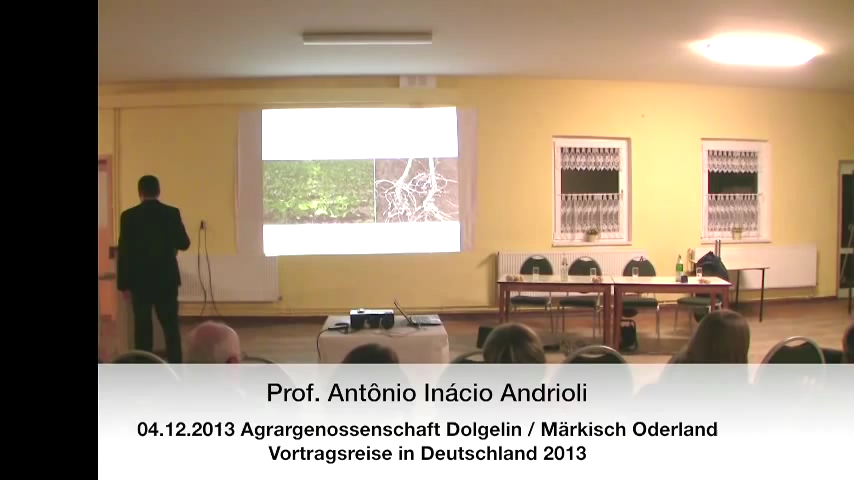 Prof. Antônio Inácio Andrioli
04.12.2013 Agrargenossenschaft Dolgelin / Märkisch Oderland
Vortragsreise in Deutschland 2013